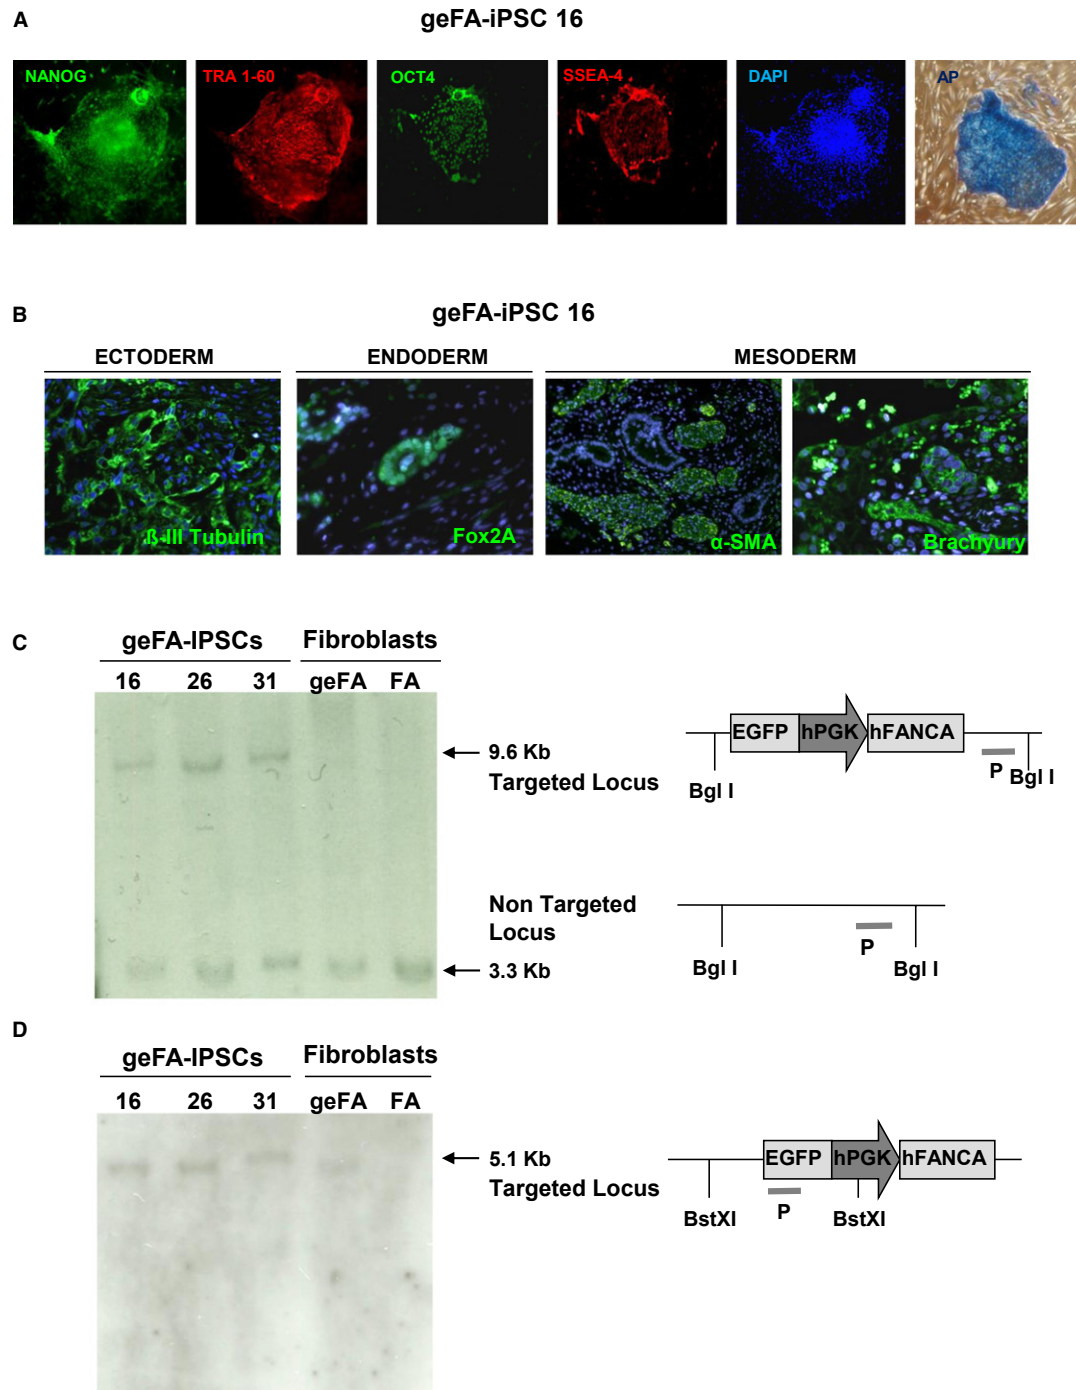 A
geFA-iPSC 16
NANOG
TRA 1-60
OCT4
SSEA-4
DAPI
AP
B
geFA-iPSC 16
ECTODERM
ENDODERM
MESODERM
ß-III Tubulin
Fox2A
α-SMA
Brachyury
C
geFA-IPSCs
Fibroblasts
16 26 31 geFA FA
9.6 Kb
Targeted Locus
EGFP hPGK hFANCA
Bgl I
P
Bgl I
Non Targeted
Locus
3.3 Kb
P
Bgl I
Bgl I
D
geFA-IPSCs
Fibroblasts
16 26 31 geFA FA
5.1 Kb
Targeted Locus
EGFP hPGK hFANCA
P
BstXI
BstXI